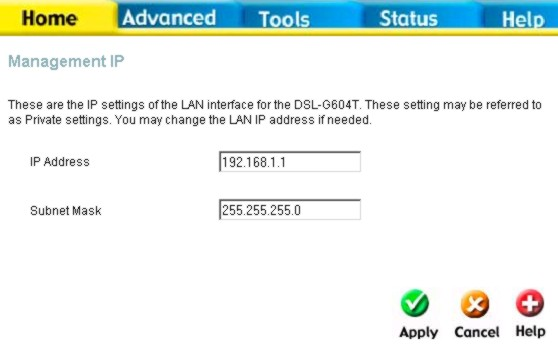 Home Advanced Tools Status Help
Management IP
These are the IP settings of the LAN interface for the DSL-G604T. These setting may be referred to
as Private settings. You may change the LAN IP address if needed.
IP Address 192.168.1.1
Subnet Mask 255.255.255.0
Apply Cancel Help